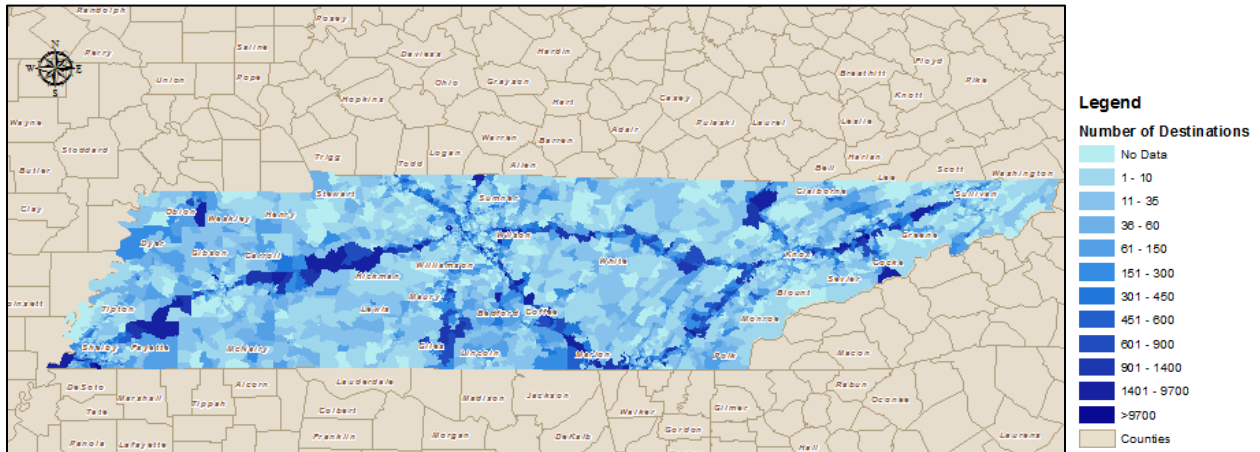 Randolph
Posey
Perry
N
W E
S
Saline
Daviess
Hardin
Union
Pope
Ohio
Grayson
Breathitt
Floyd
Pike
Hopkins
Hart
Casey
Knott
Wayne
Stoddard
Warren
Barren
Adair
Pulaski
Laurel
Leslie
Butler
Trigg
Todd
Logan
Allen
Bell
Harlan
Lee
Scott
Washington
Clay
Stewart
Sumner
Claiborne
Sullivan
Obion
Weakley
Henry
Dyer
Gibson
Carroll
Wilson
Greene
Knox
Cocke
White
Williamson
Hickman
Sevier
Blount
Maury
Tipton
Lewis
Bedford
Coffee
Monroe
Shelby
Fayette
McNairy
Giles
Lincoln
Marion
Polk
Macon
DeSoto
Marshall
Alcorn
Lauderdale
Madison
Jackson
Rabun
Oconee
Tate
Tippah
Colbert
Walker
Gilmer
Panola
Lafayette
Franklin
Morgan
DeKalb
Gordon
Hall
Laurens
Legend
Number of Destinations
No Data
1 - 10
11 - 35
36 - 60
61 - 150
151 - 300
301 - 450
451 - 600
601 - 900
901 - 1400
1401 - 9700
>9700
Counties